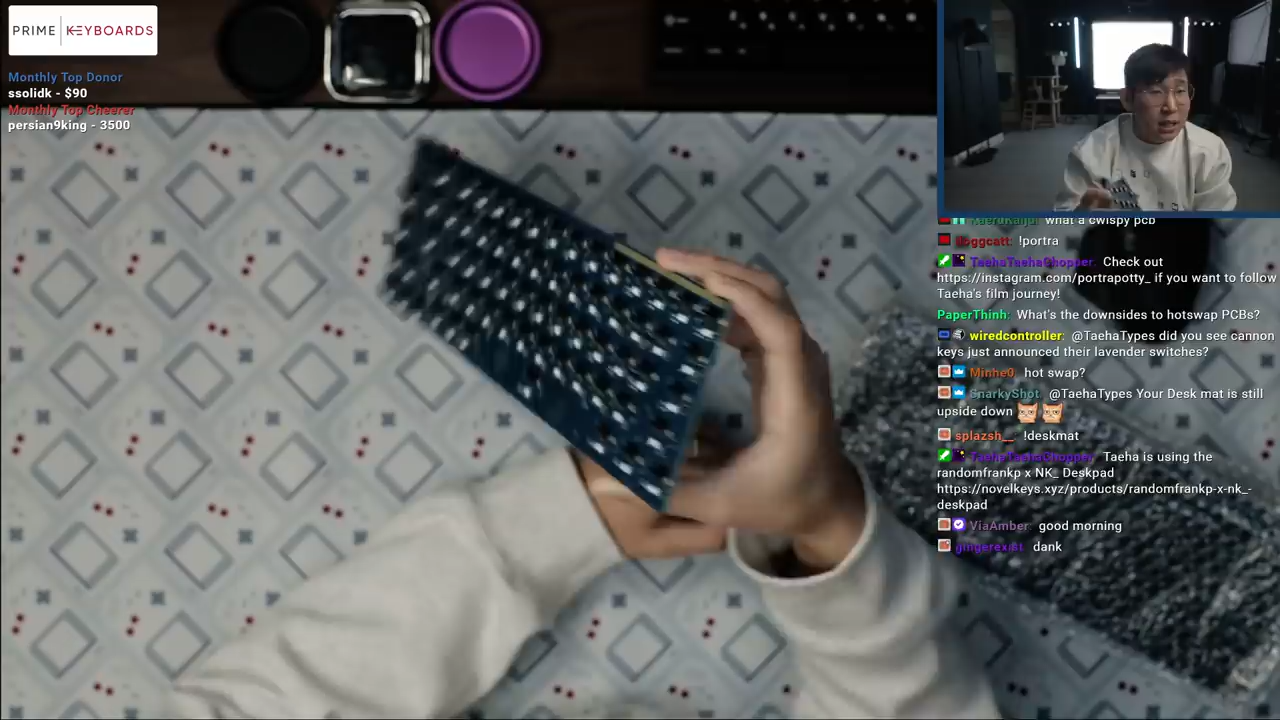 PRIME | KEYBOARDS
Monthly Top Donor
ssolidk - $90
Monthly Top Cheerer
persian9king - 3500
what a cwispy pcb
doggcatt: !portra
TaehaTaehaChopper: Check out
https://instagram.com/portrapotty_ if you want to follow
Taeha's film journey!
PaperThinh: What's the downsides to hotswap PCBs?
wiredcontroller: @TaehaTypes did you see cannon
keys just announced their lavender switches?
Minhe0 hot swap?
SnarkyShot: @TaehaTypes Your Desk mat is still
upside down
splazsh__: !deskmat
TaehaTaehaChopper: Taeha is using the
randomfrankp x NK_ Deskpad
https://novelkeys.xyz/products/randomfrankp-x-nk_-
deskpad
ViaAmber: good morning
gingerexist: dank